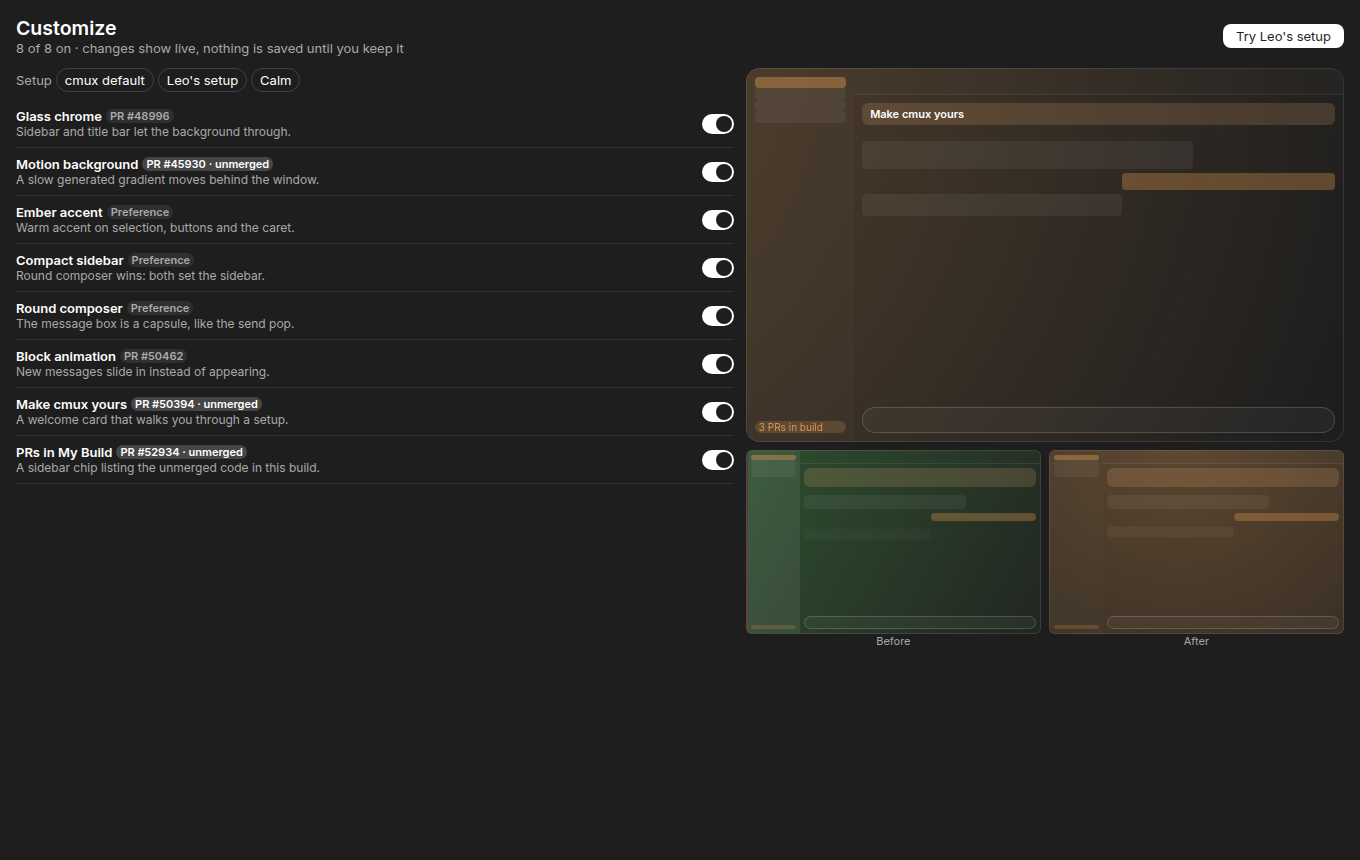 Customize
8 of 8 on · changes show live, nothing is saved until you keep it
Try Leo's setup
Setup cmux default Leo's setup Calm
Glass chrome PR #48996
Sidebar and title bar let the background through.
Motion background PR #45930 · unmerged
A slow generated gradient moves behind the window.
Ember accent Preference
Warm accent on selection, buttons and the caret.
Compact sidebar Preference
Round composer wins: both set the sidebar.
Round composer Preference
The message box is a capsule, like the send pop.
Block animation PR #50462
New messages slide in instead of appearing.
Make cmux yours PR #50394 · unmerged
A welcome card that walks you through a setup.
PRs in My Build PR #52934 · unmerged
A sidebar chip listing the unmerged code in this build.
Make cmux yours
3 PRs in build
Before
After